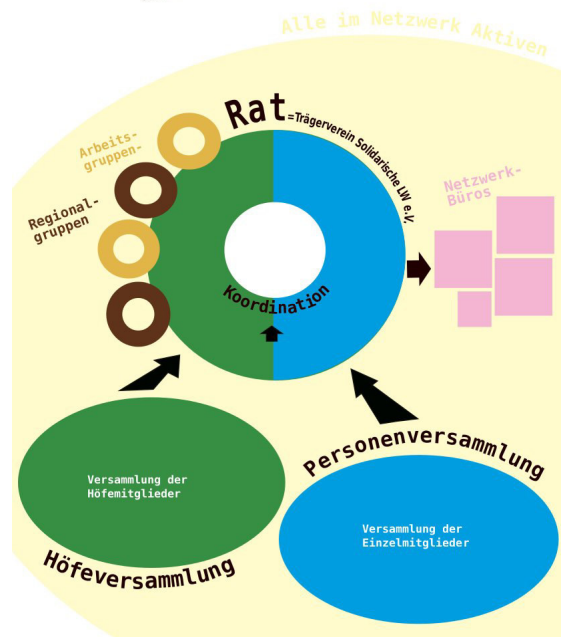 Alle im Netzwerk Aktiven
Rat=Trägerverein Solidarische LW e.V.
Arbeits-
gruppen-
Regional-
gruppen
Netzwerk-
Büros
Koordination
Personenversammlung
Versammlung der
Höfemitglieder
Versammlung der
Einzelmitglieder
Höfeversammlung